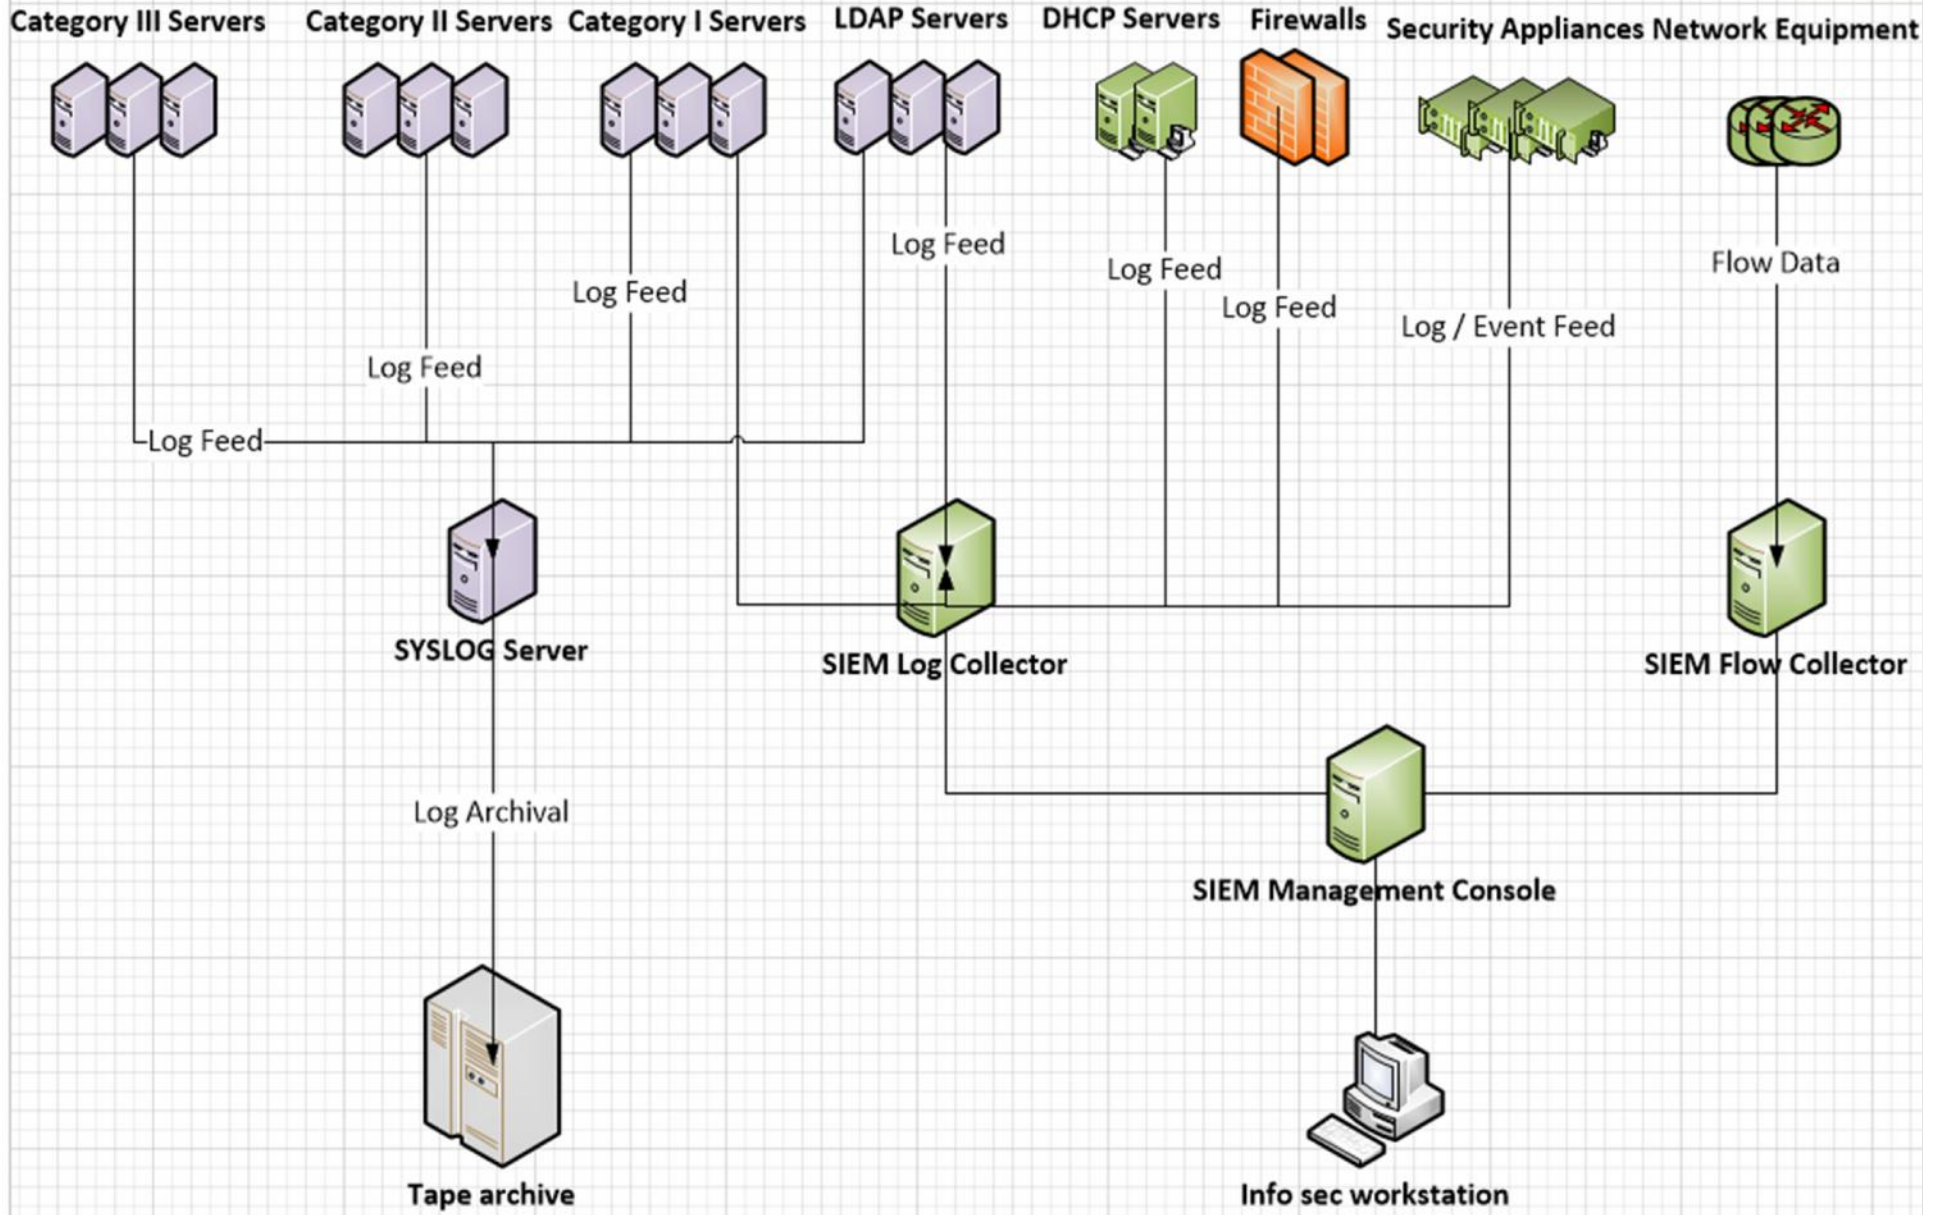 Category III Servers
Category II Servers
Category I Servers
LDAP Servers
DHCP Servers
Firewalls
Security Appliances
Network Equipment
Log Feed
Log Feed
Flow Data
Log Feed
Log Feed
Log / Event Feed
Log Feed
Log Feed
SYSLOG Server
SIEM Log Collector
SIEM Flow Collector
Log Archival
SIEM Management Console
Tape archive
Info sec workstation